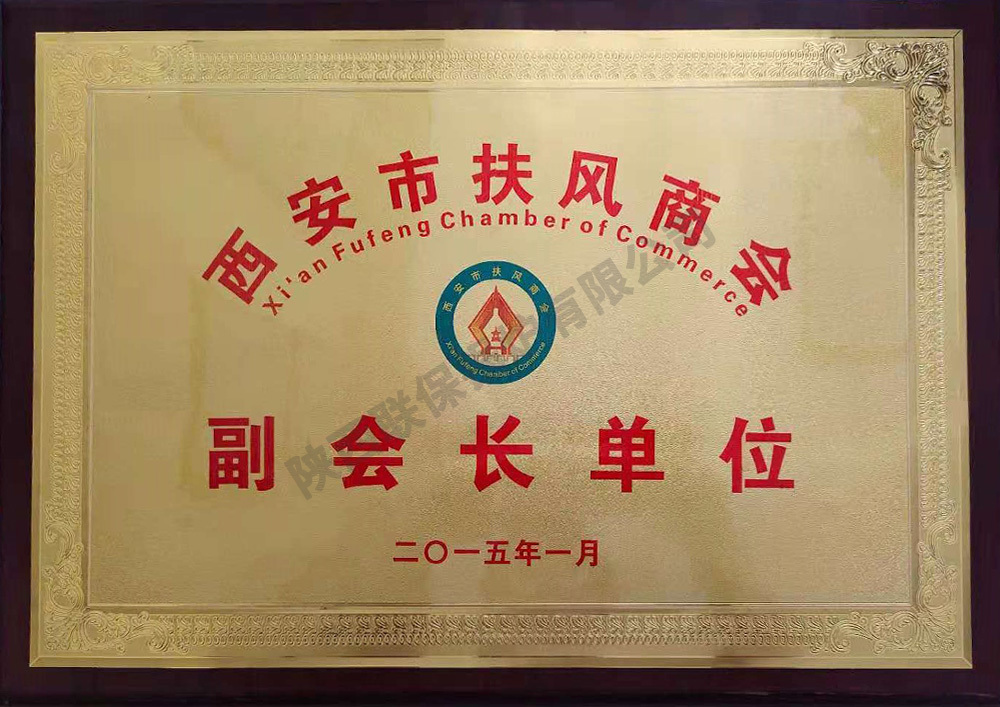 西安市扶风商会
Xi'an Fufeng Chamber of Commerce
西安市扶风商会
Xi'an Fufeng Chamber of Commerce
副会长单位
二〇一五年一月